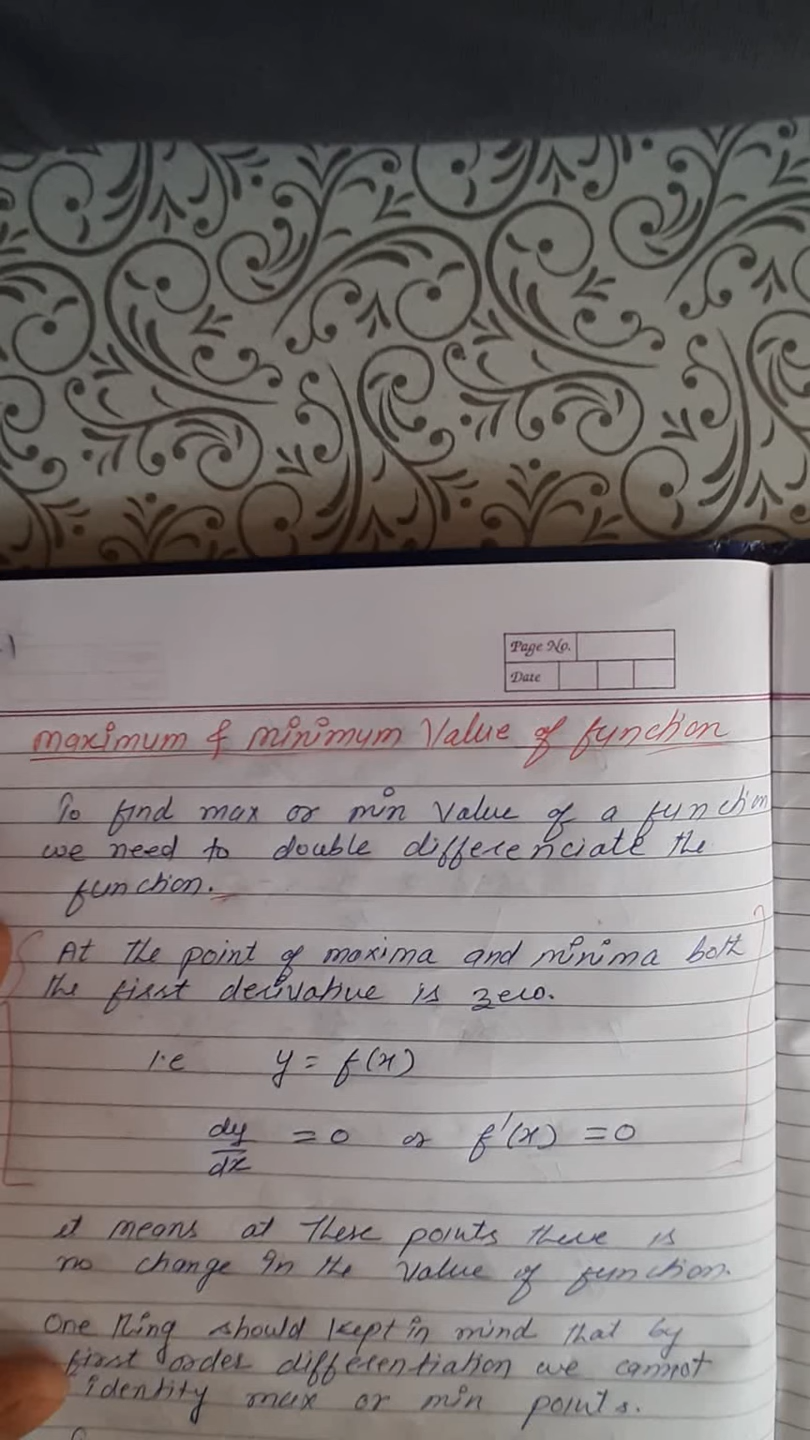 Page No.
Date
maximum & minimum Value of function
To find max or min Value of a function
we need to double differenciate the
function.
At the point of maxima and minima both
the first derivative is zero.
i.e y = f(x)
dy/dx = 0 or f'(x) = 0
it means at these points there is
no change in the value of function.
One thing should kept in mind that by
first order differentiation we cannot
identity max or min points.